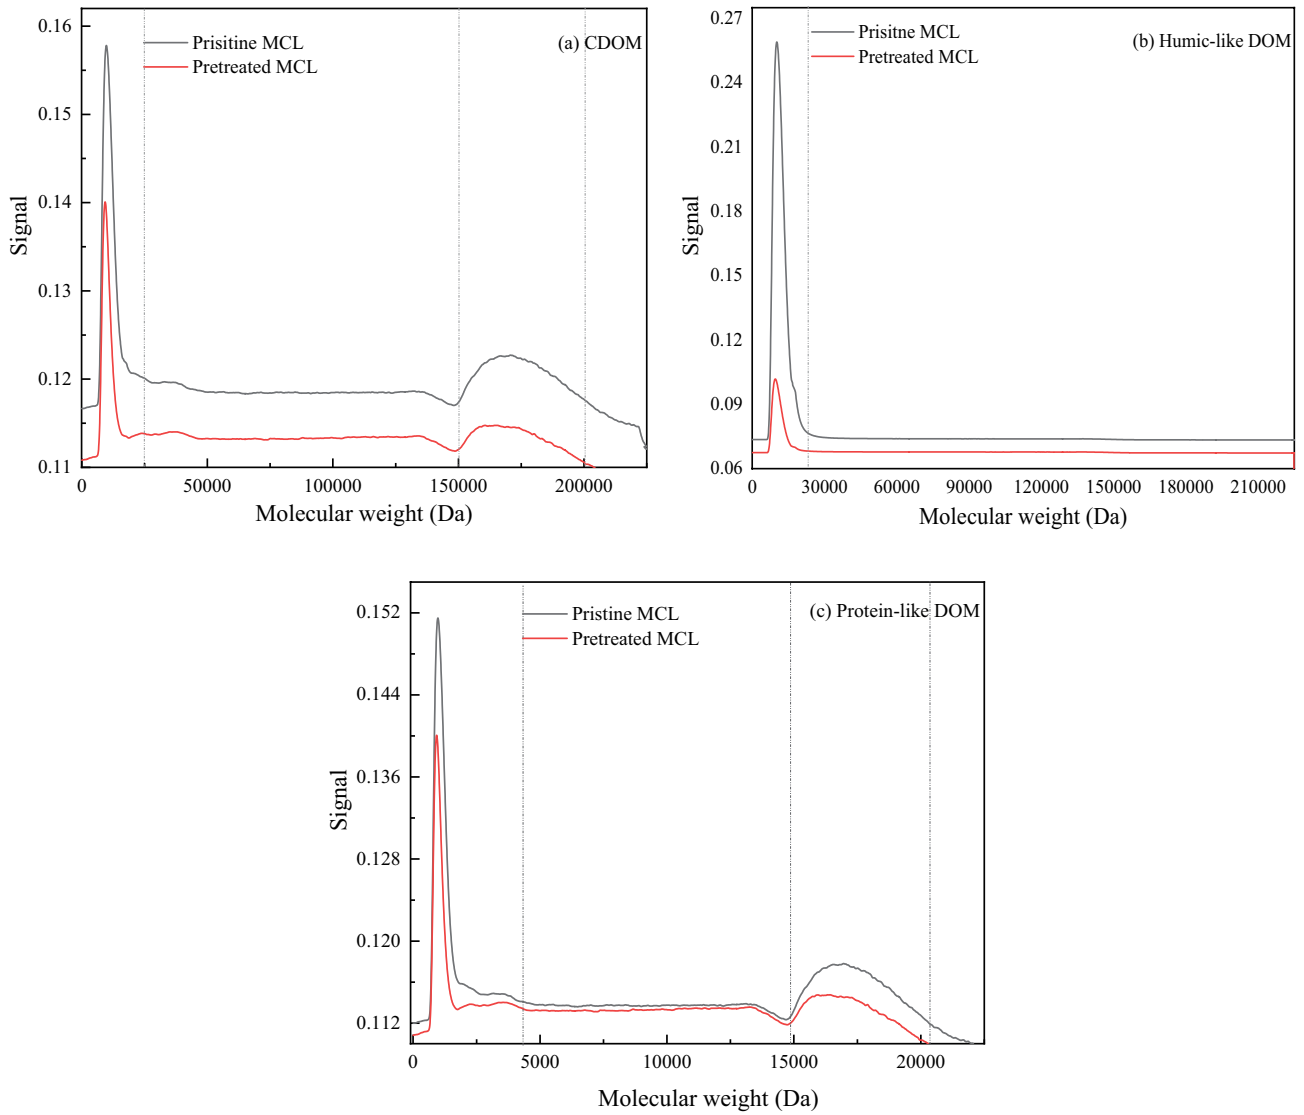 0.16
0.15
0.14
0.13
0.12
0.11
Signal
Prisitine MCL
Pretreated MCL
(a) CDOM
0
50000
100000
150000
200000
Molecular weight (Da)
0.27
0.24
0.21
0.18
0.15
0.12
0.09
0.06
Signal
Prisitne MCL
Pretreated MCL
(b) Humic-like DOM
0
30000
60000
90000
120000
150000
180000
210000
Molecular weight (Da)
0.152
0.144
0.136
0.128
0.120
0.112
Signal
Pristine MCL
Pretreated MCL
(c) Protein-like DOM
0
5000
10000
15000
20000
Molecular weight (Da)